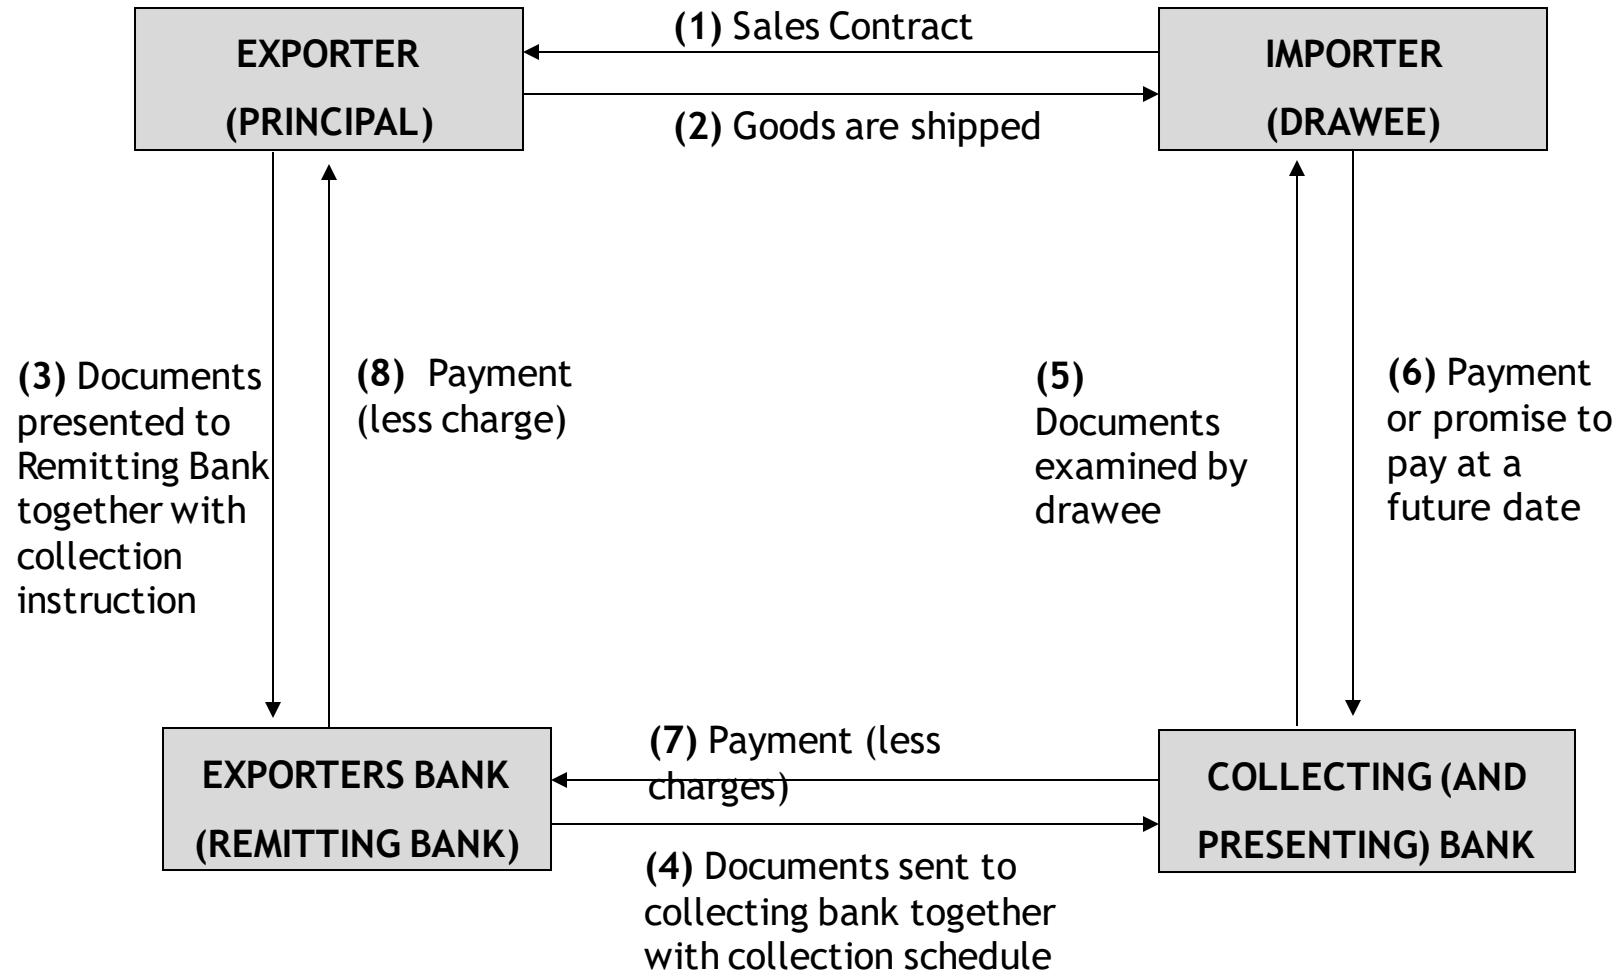 EXPORTER
(PRINCIPAL)
(1) Sales Contract
(2) Goods are shipped
IMPORTER
(DRAWEE)
(3) Documents
presented to
Remitting Bank
together with
collection
instruction
(8) Payment
(less charge)
(5)
Documents
examined by
drawee
(6) Payment
or promise to
pay at a
future date
EXPORTERS BANK
(REMITTING BANK)
(7) Payment (less
charges)
(4) Documents sent to
collecting bank together
with collection schedule
COLLECTING (AND
PRESENTING) BANK